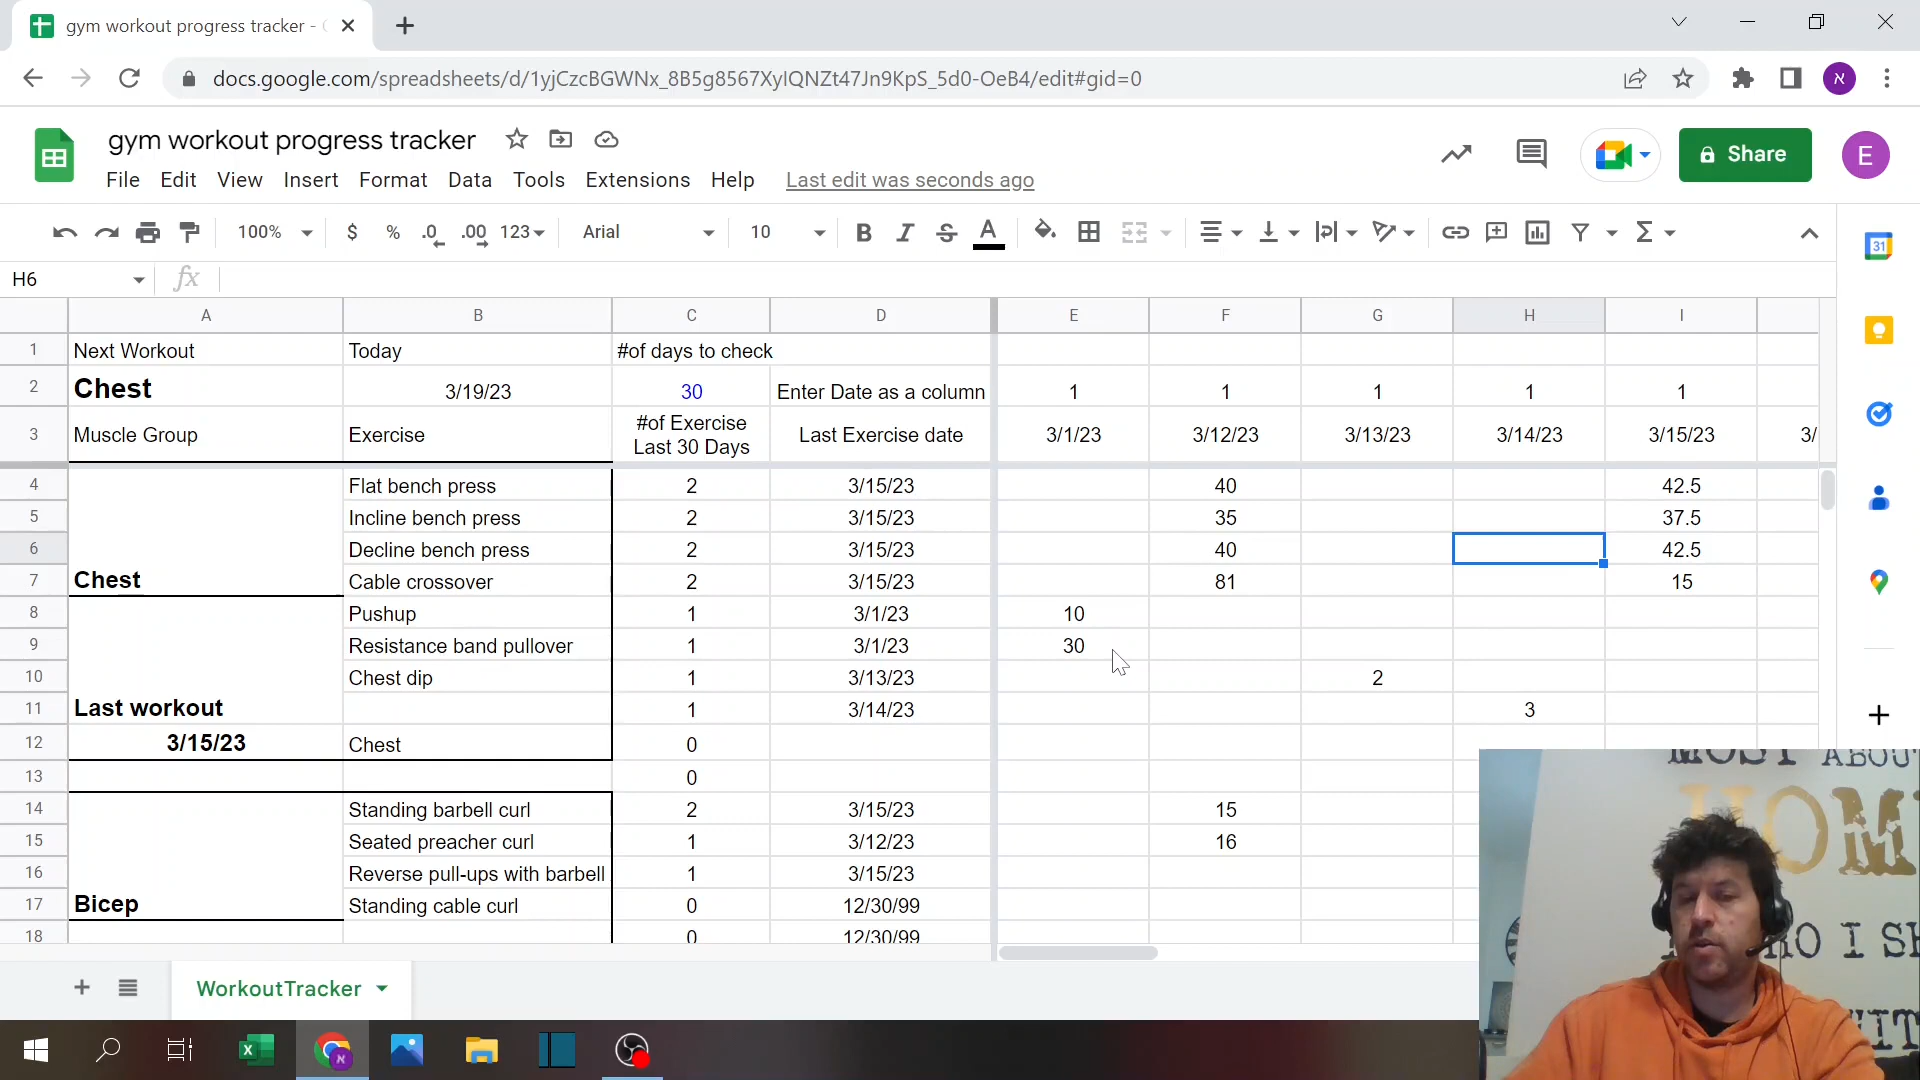 gym workout progress tracker -
docs.google.com/spreadsheets/d/1yjCzcBGWNx_8B5g8567XyIQNZt47Jn9KpS_5d0-OeB4/edit#gid=0
א
gym workout progress tracker
Share
E
File Edit View Insert Format Data Tools Extensions Help Last edit was seconds ago
100% $ % .0 .00 123 Arial 10 B I S A Σ
31
H6 fx
A B C D E F G H I
1 Next Workout Today #of days to check
2 Chest 3/19/23 30 Enter Date as a column 1 1 1 1 1
3 Muscle Group Exercise #of Exercise Last 30 Days Last Exercise date 3/1/23 3/12/23 3/13/23 3/14/23 3/15/23 3/
4 Flat bench press 2 3/15/23 40 42.5
5 Incline bench press 2 3/15/23 35 37.5
6 Decline bench press 2 3/15/23 40 42.5
7 Chest Cable crossover 2 3/15/23 81 15
8 Pushup 1 3/1/23 10
9 Resistance band pullover 1 3/1/23 30
10 Chest dip 1 3/13/23 2
11 Last workout 1 3/14/23 3
12 3/15/23 Chest 0
13 0
14 Standing barbell curl 2 3/15/23 15
15 Seated preacher curl 1 3/12/23 16
16 Reverse pull-ups with barbell 1 3/15/23
17 Bicep Standing cable curl 0 12/30/99
18 0 12/30/99
WorkoutTracker
MOST ABOU
HOM
O I SH